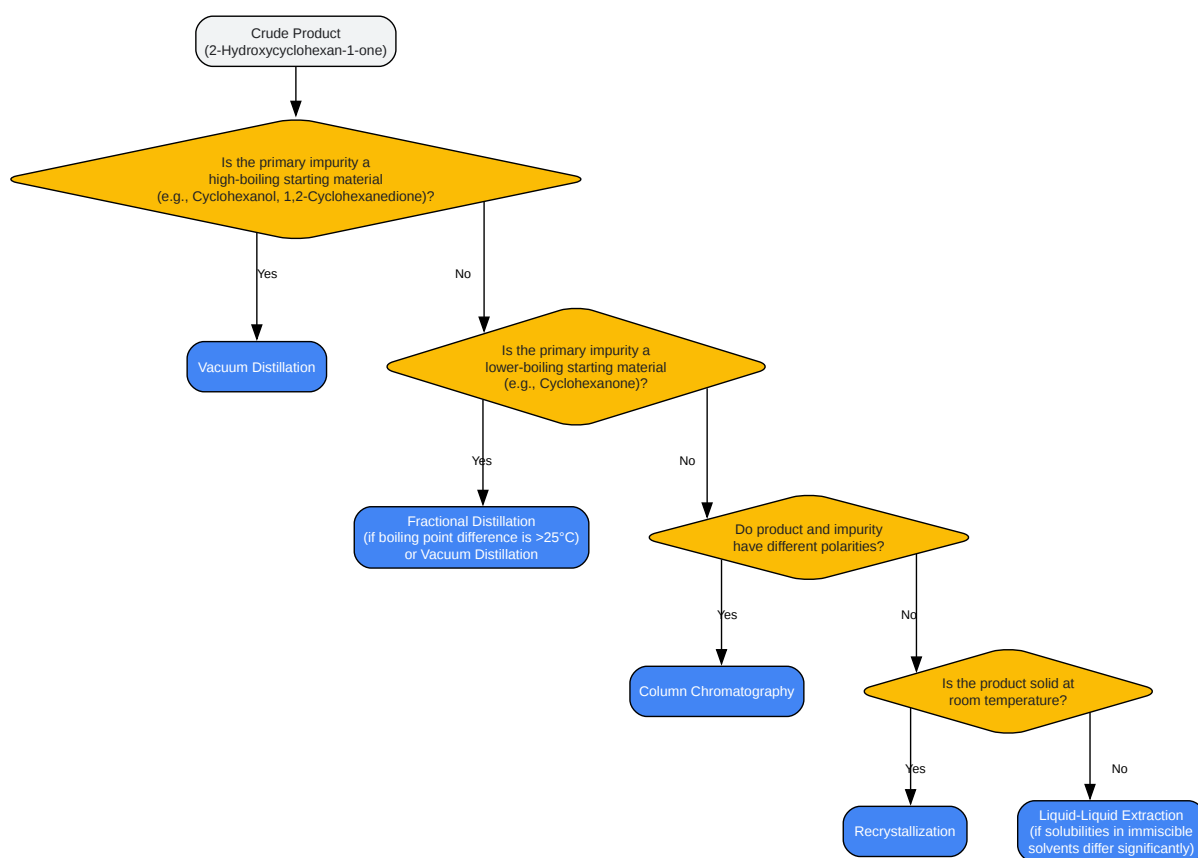 Crude Product
(2-Hydroxycyclohexan-1-one)
Is the primary impurity a
high-boiling starting material
(e.g., Cyclohexanol, 1,2-Cyclohexanedione)?
Yes
No
Vacuum Distillation
Is the primary impurity a
lower-boiling starting material
(e.g., Cyclohexanone)?
Yes
No
Fractional Distillation
(if boiling point difference is >25°C)
or Vacuum Distillation
Do product and impurity
have different polarities?
Yes
No
Column Chromatography
Is the product solid at
room temperature?
Yes
No
Recrystallization
Liquid-Liquid Extraction
(if solubilities in immiscible
solvents differ significantly)